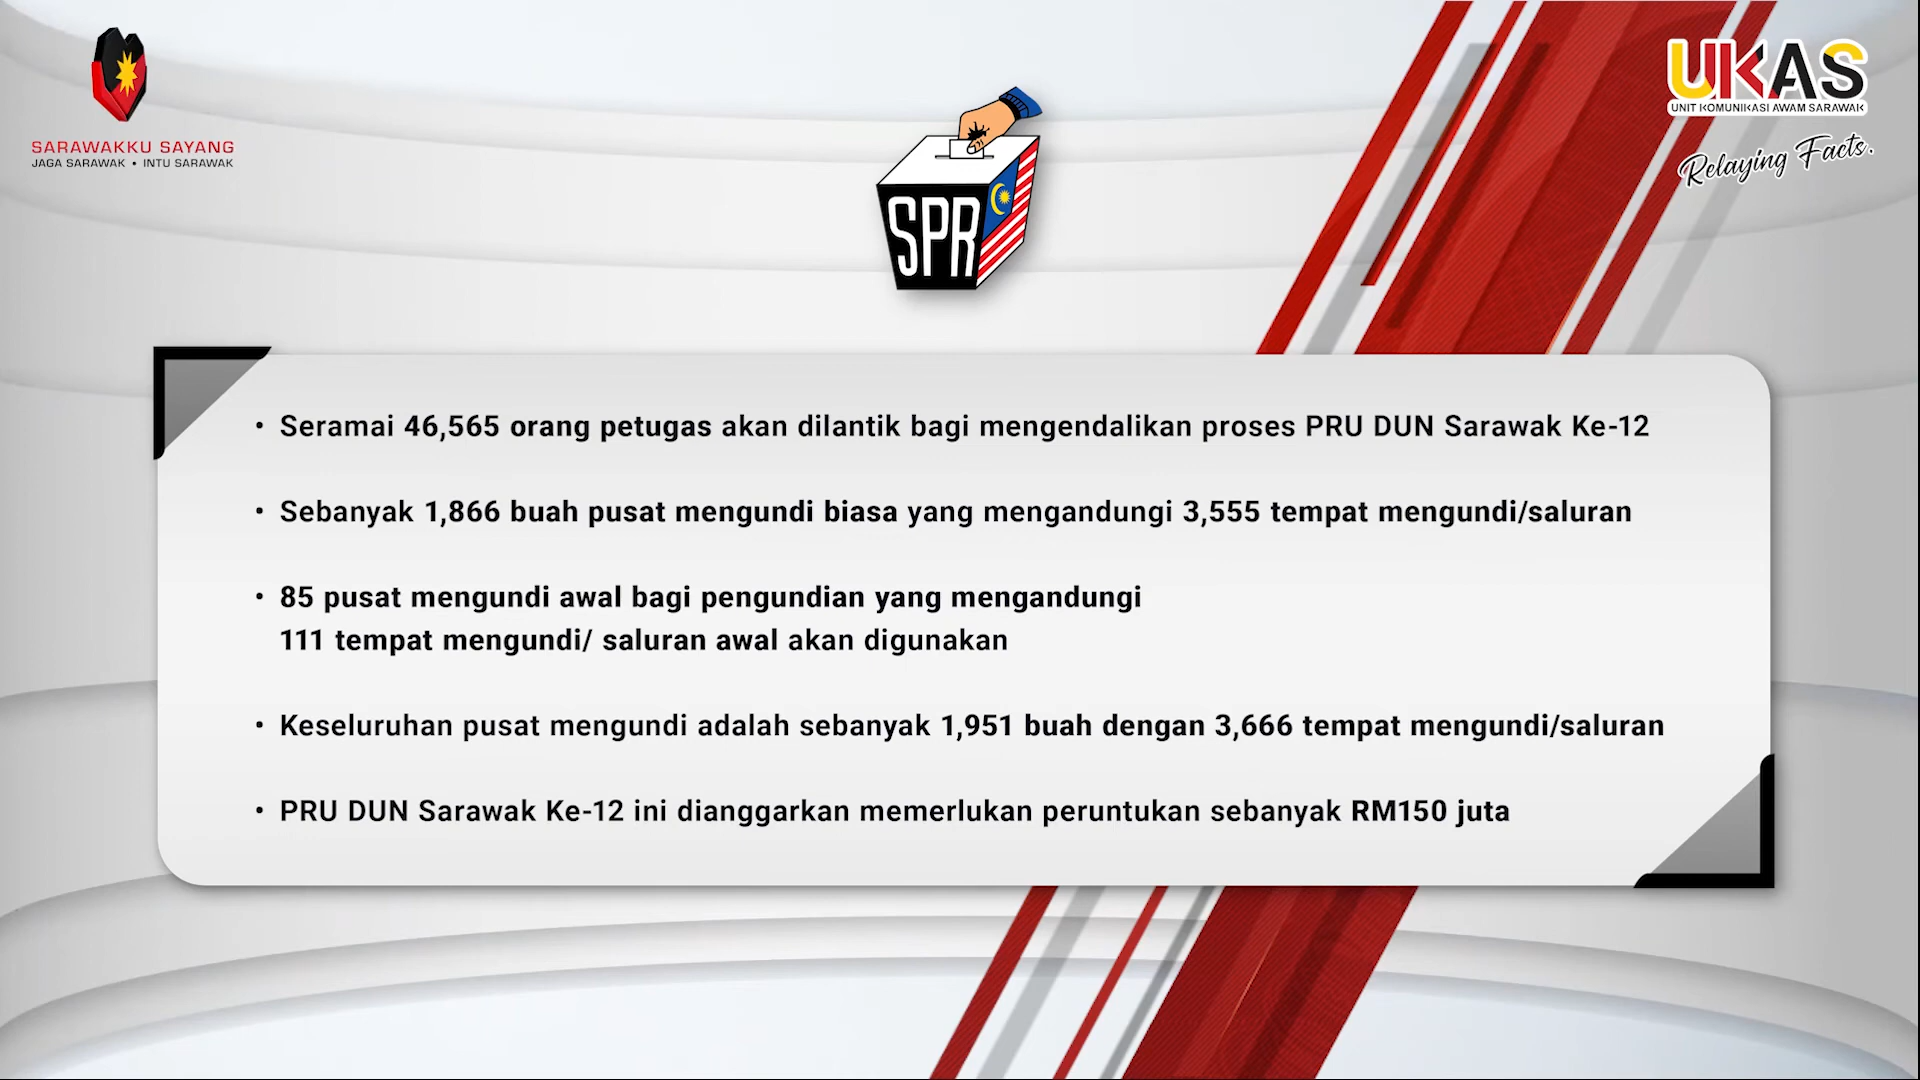 SARAWAKKU SAYANG
JAGA SARAWAK • INTU SARAWAK
UKAS
UNIT KOMUNIKASI AWAM SARAWAK
Relaying Facts.
SPR
• Seramai 46,565 orang petugas akan dilantik bagi mengendalikan proses PRU DUN Sarawak Ke-12
• Sebanyak 1,866 buah pusat mengundi biasa yang mengandungi 3,555 tempat mengundi/saluran
• 85 pusat mengundi awal bagi pengundian yang mengandungi
111 tempat mengundi/ saluran awal akan digunakan
• Keseluruhan pusat mengundi adalah sebanyak 1,951 buah dengan 3,666 tempat mengundi/saluran
• PRU DUN Sarawak Ke-12 ini dianggarkan memerlukan peruntukan sebanyak RM150 juta